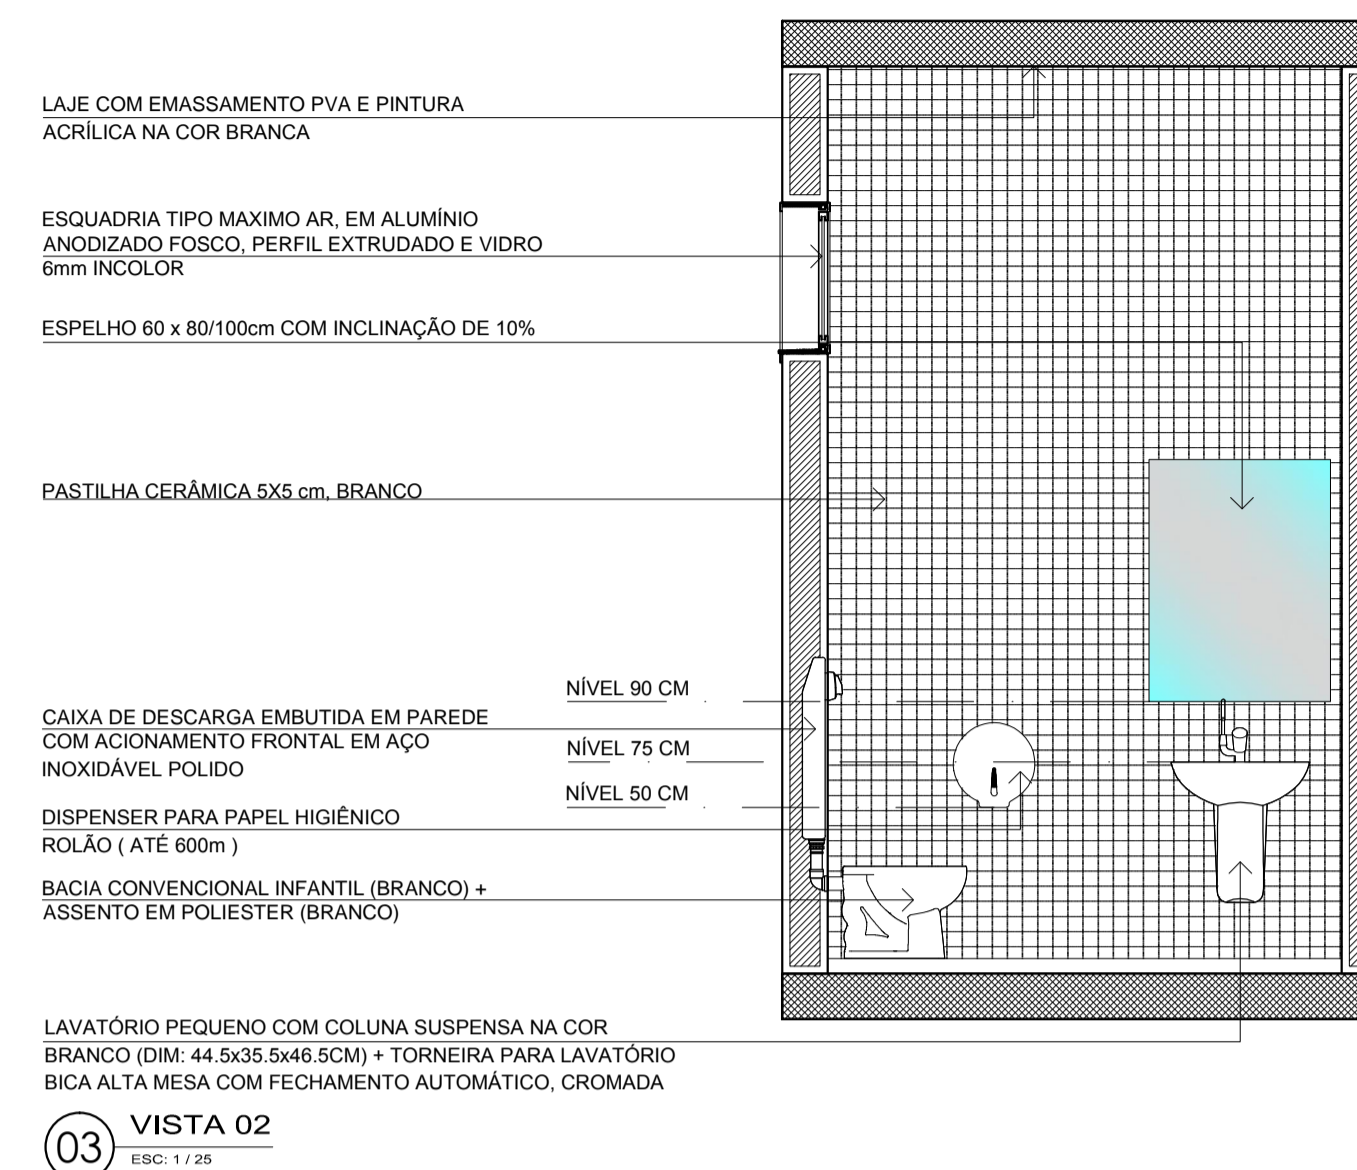 LAJE COM EMASSAMENTO PVA E PINTURA
ACRÍLICA NA COR BRANCA
ESQUADRIA TIPO MAXIMO AR, EM ALUMÍNIO
ANODIZADO FOSCO, PERFIL EXTRUDADO E VIDRO
6mm INCOLOR
ESPELHO 60 x 80/100cm COM INCLINAÇÃO DE 10%
PASTILHA CERÂMICA 5X5 cm, BRANCO
NÍVEL 90 CM
CAIXA DE DESCARGA EMBUTIDA EM PAREDE
COM ACIONAMENTO FRONTAL EM AÇO
INOXIDÁVEL POLIDO
NÍVEL 75 CM
NÍVEL 50 CM
DISPENSER PARA PAPEL HIGIÊNICO
ROLÃO ( ATÉ 600m )
BACIA CONVENCIONAL INFANTIL (BRANCO) +
ASSENTO EM POLIESTER (BRANCO)
LAVATÓRIO PEQUENO COM COLUNA SUSPENSA NA COR
BRANCO (DIM: 44.5x35.5x46.5CM) + TORNEIRA PARA LAVATÓRIO
BICA ALTA MESA COM FECHAMENTO AUTOMÁTICO, CROMADA
03 VISTA 02
ESC: 1 / 25